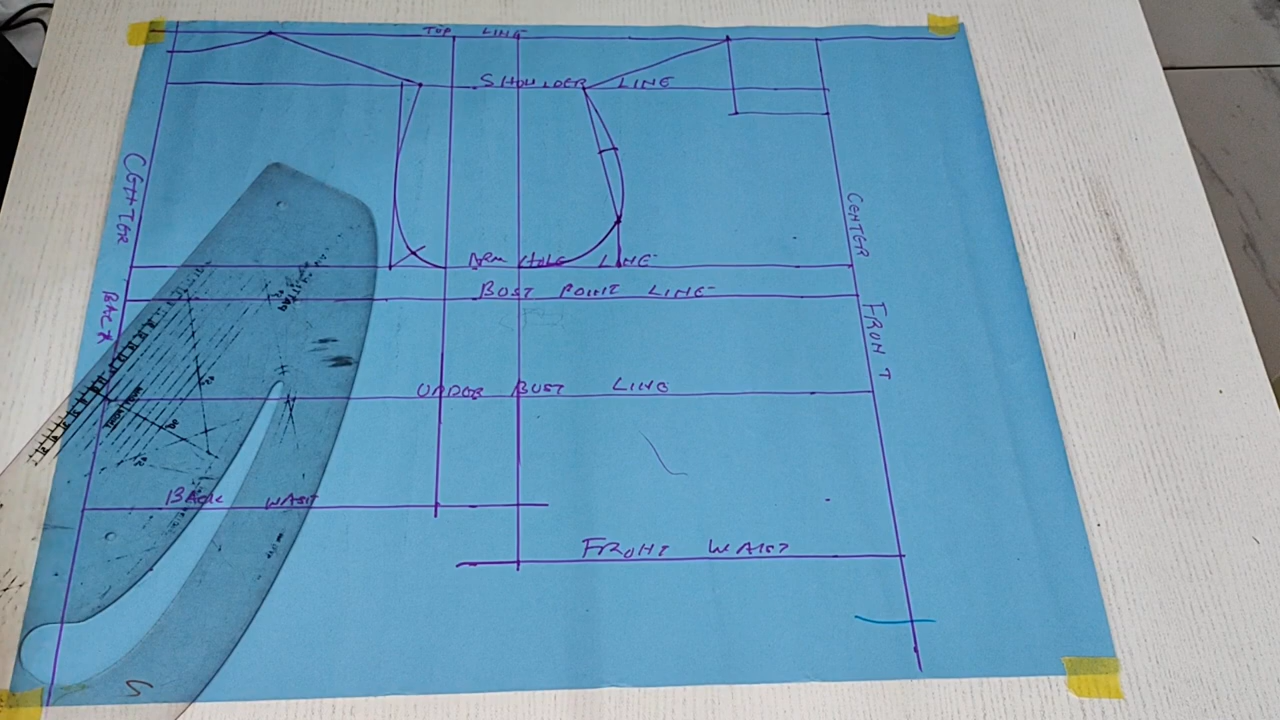 TOP LINE
SHOULDER LINE
CENTER BACK
CENTER FRONT
ARM HOLE LINE
BUST POINT LINE
UNDER BUST LINE
BACK WAIST
FRONT WAIST